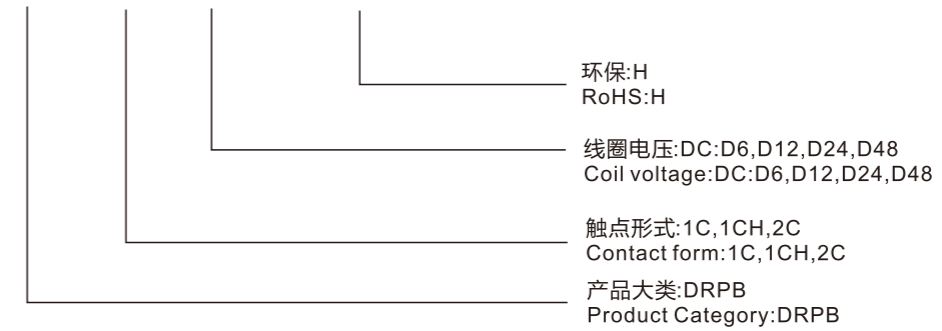 环保:H
RoHS:H
线圈电压:DC:D6,D12,D24,D48
Coil voltage:DC:D6,D12,D24,D48
触点形式:1C,1CH,2C
Contact form:1C,1CH,2C
产品大类:DRPB
Product Category:DRPB